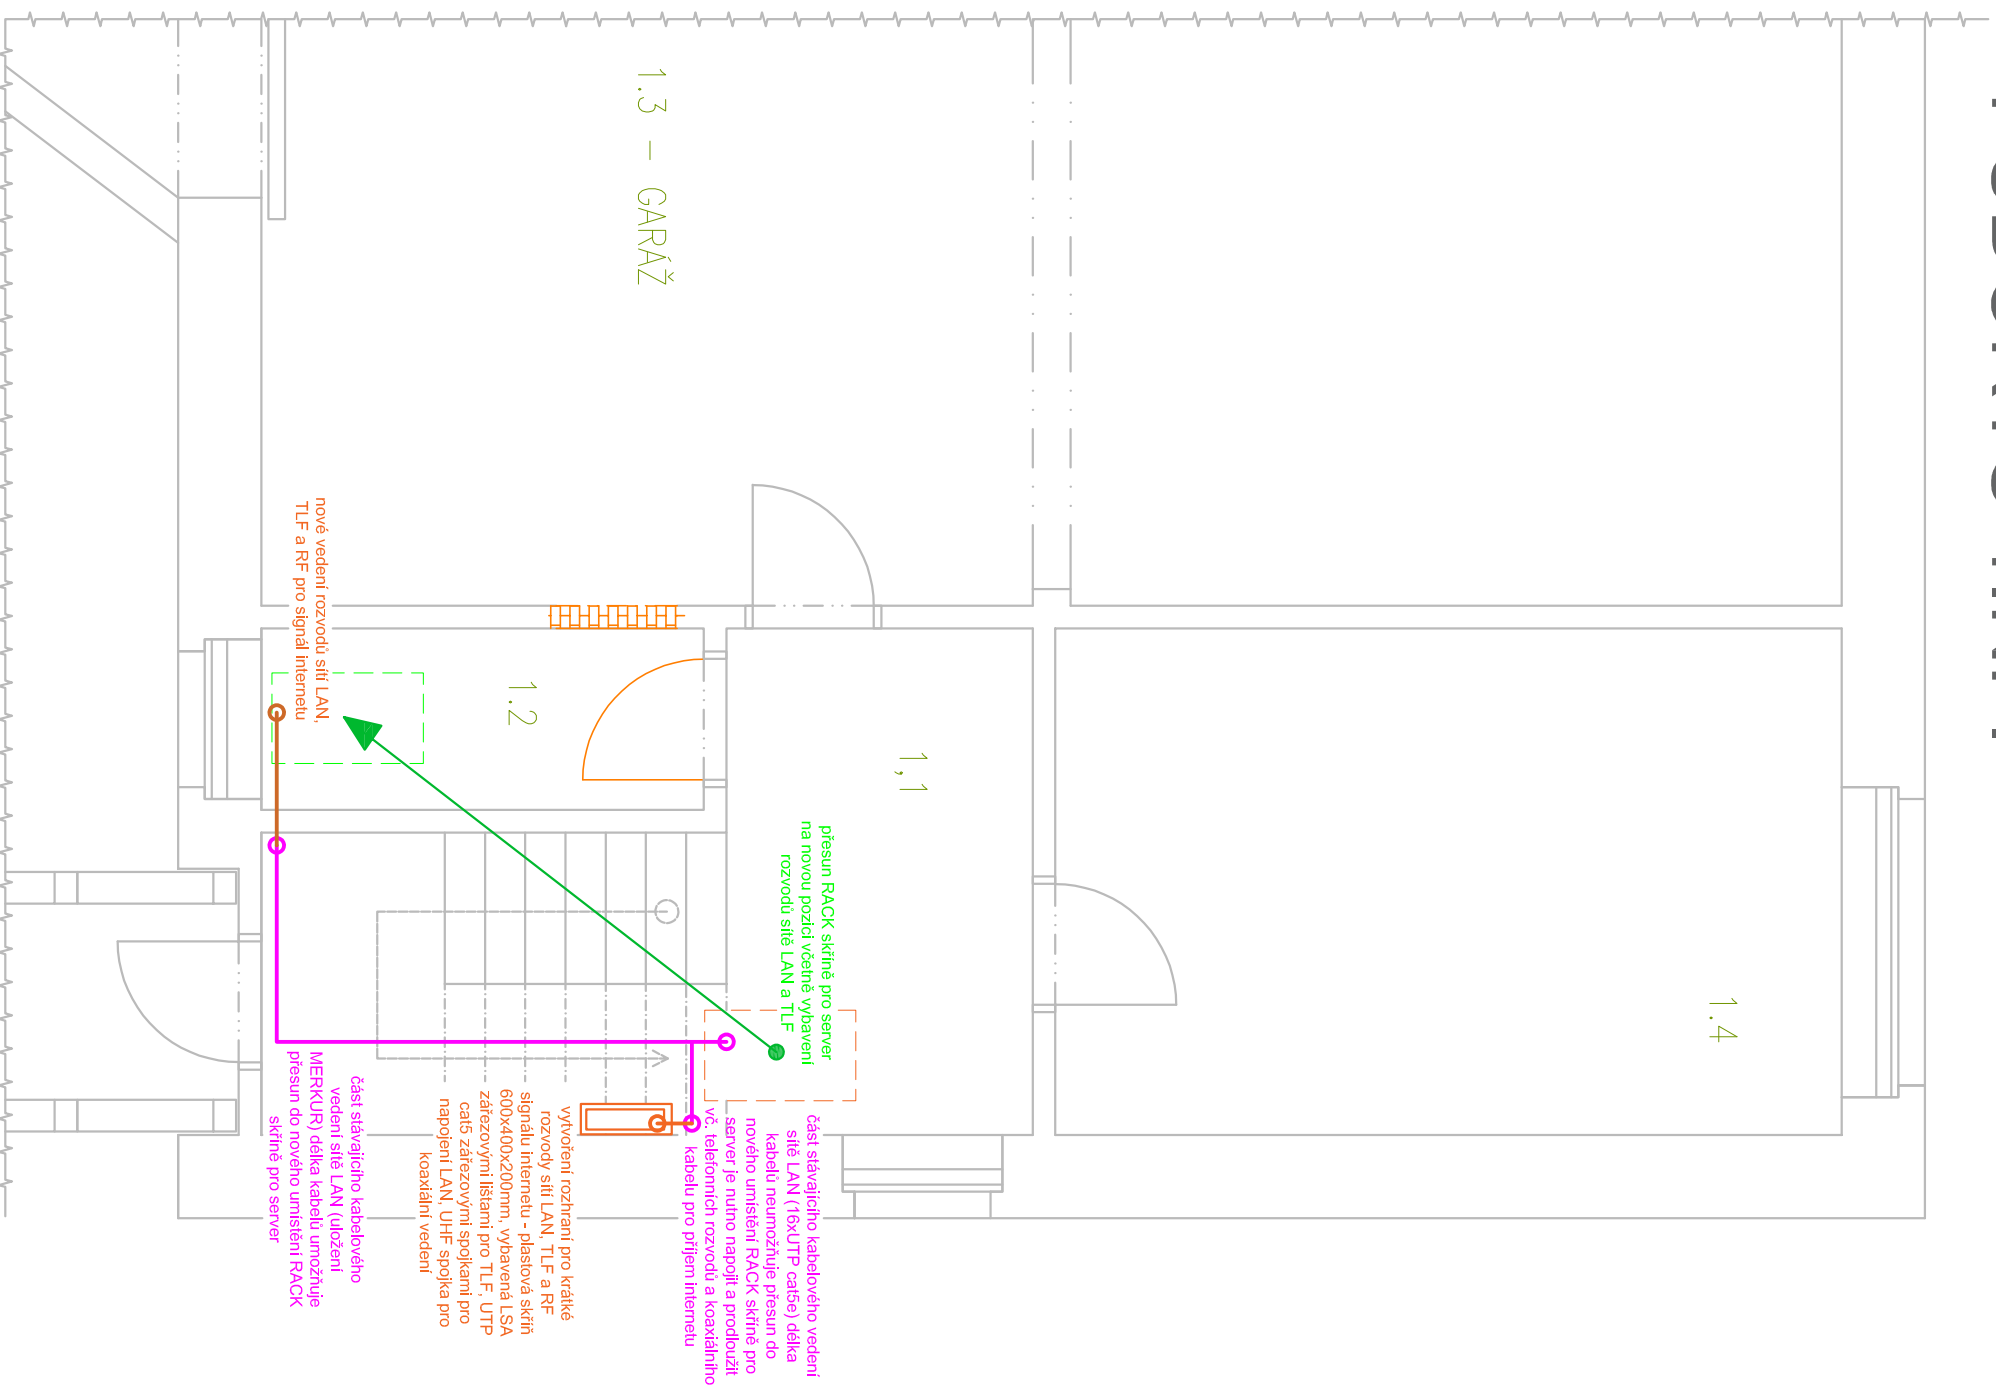 1.3 – GARÁŽ
1.2
1,1
1.4
nové vedení rozvodů sítí LAN,
TLF a RF pro signál internetu
přesun RACK skříně pro server
na novou pozici včetně vybavení
rozvodů sítě LAN a TLF
část stávajícího kabelového vedení
sítě LAN (16xUTP cat5e) délka
kabelů neumožňuje přesun do
nového umístění RACK skříně pro
server je nutno napojit a prodloužit
vč. telefonních rozvodů a koaxiálního
kabelu pro příjem internetu
vytvoření rozhraní pro krátké
rozvody sítí LAN, TLF a RF
signálu internetu - plastová skříň
600x400x200mm, vybavená LSA
zářezovými lištami pro TLF, UTP
cat5 zářezovými spojkami pro
napojení LAN, UHF spojka pro
koaxiální vedení
část stávajícího kabelového
vedení sítě LAN (uložení
MERKUR) délka kabelů umožňuje
přesun do nového umístění RACK
skříně pro server